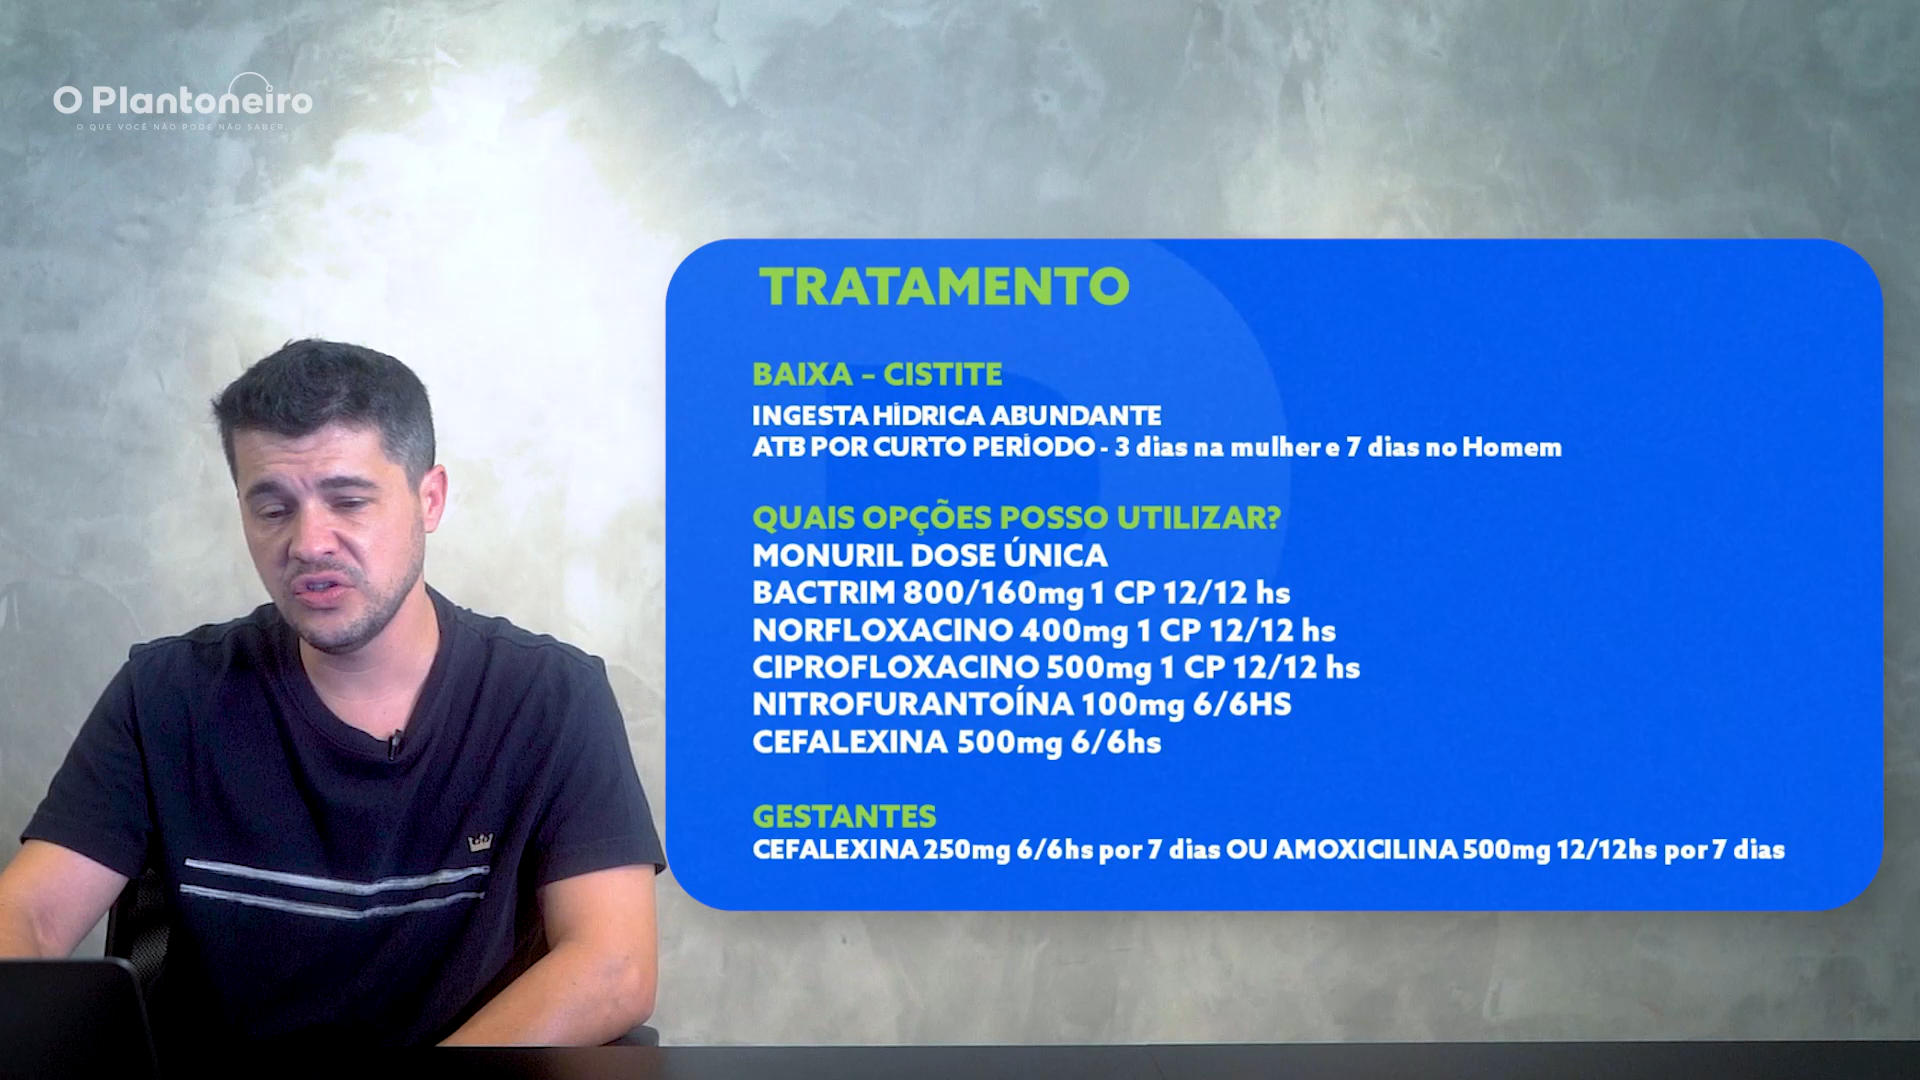 O Plantoneiro
O QUE VOCÊ NÃO PODE NÃO SABER.
TRATAMENTO
BAIXA – CISTITE
INGESTA HÍDRICA ABUNDANTE
ATB POR CURTO PERÍODO - 3 dias na mulher e 7 dias no Homem
QUAIS OPÇÕES POSSO UTILIZAR?
MONURIL DOSE ÚNICA
BACTRIM 800/160mg 1 CP 12/12 hs
NORFLOXACINO 400mg 1 CP 12/12 hs
CIPROFLOXACINO 500mg 1 CP 12/12 hs
NITROFURANTOÍNA 100mg 6/6HS
CEFALEXINA 500mg 6/6hs
GESTANTES
CEFALEXINA 250mg 6/6hs por 7 dias OU AMOXICILINA 500mg 12/12hs por 7 dias